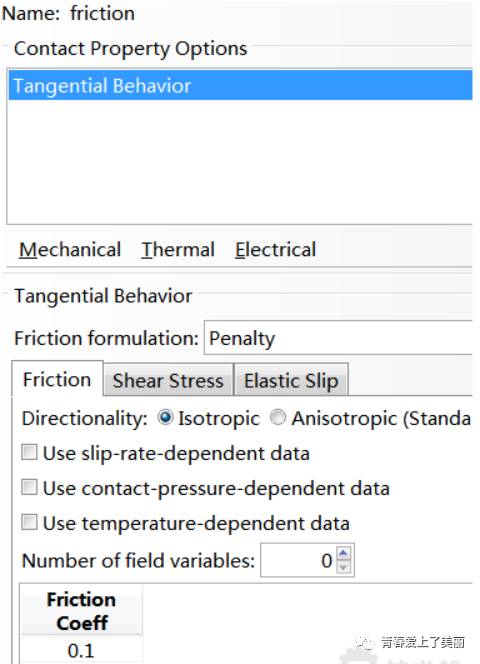 Name: friction
Contact Property Options
Tangential Behavior
Mechanical Thermal Electrical
Tangential Behavior
Friction formulation: Penalty
Friction Shear Stress Elastic Slip
Directionality: Isotropic Anisotropic (Standa
Use slip-rate-dependent data
Use contact-pressure-dependent data
Use temperature-dependent data
Number of field variables: 0
Friction
Coeff
0.1
青春爱上了美丽